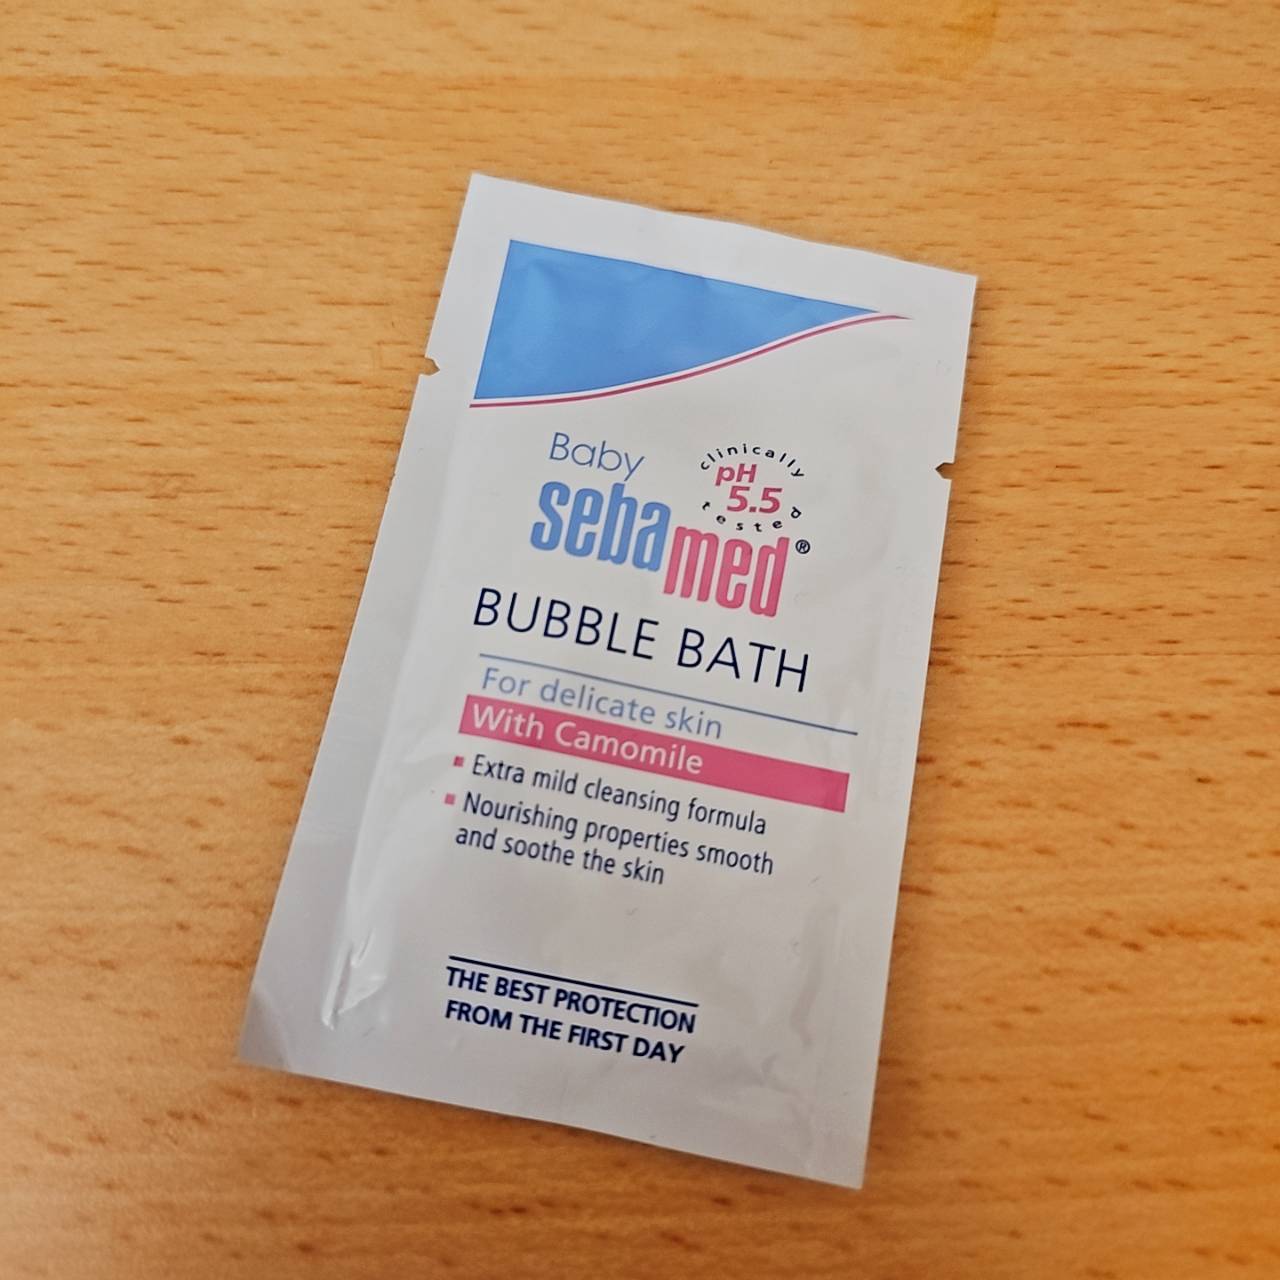 Baby
sebamed®
clinically
pH
5.5
tested
BUBBLE BATH
For delicate skin
With Camomile
▪ Extra mild cleansing formula
▪ Nourishing properties smooth
and soothe the skin
THE BEST PROTECTION
FROM THE FIRST DAY